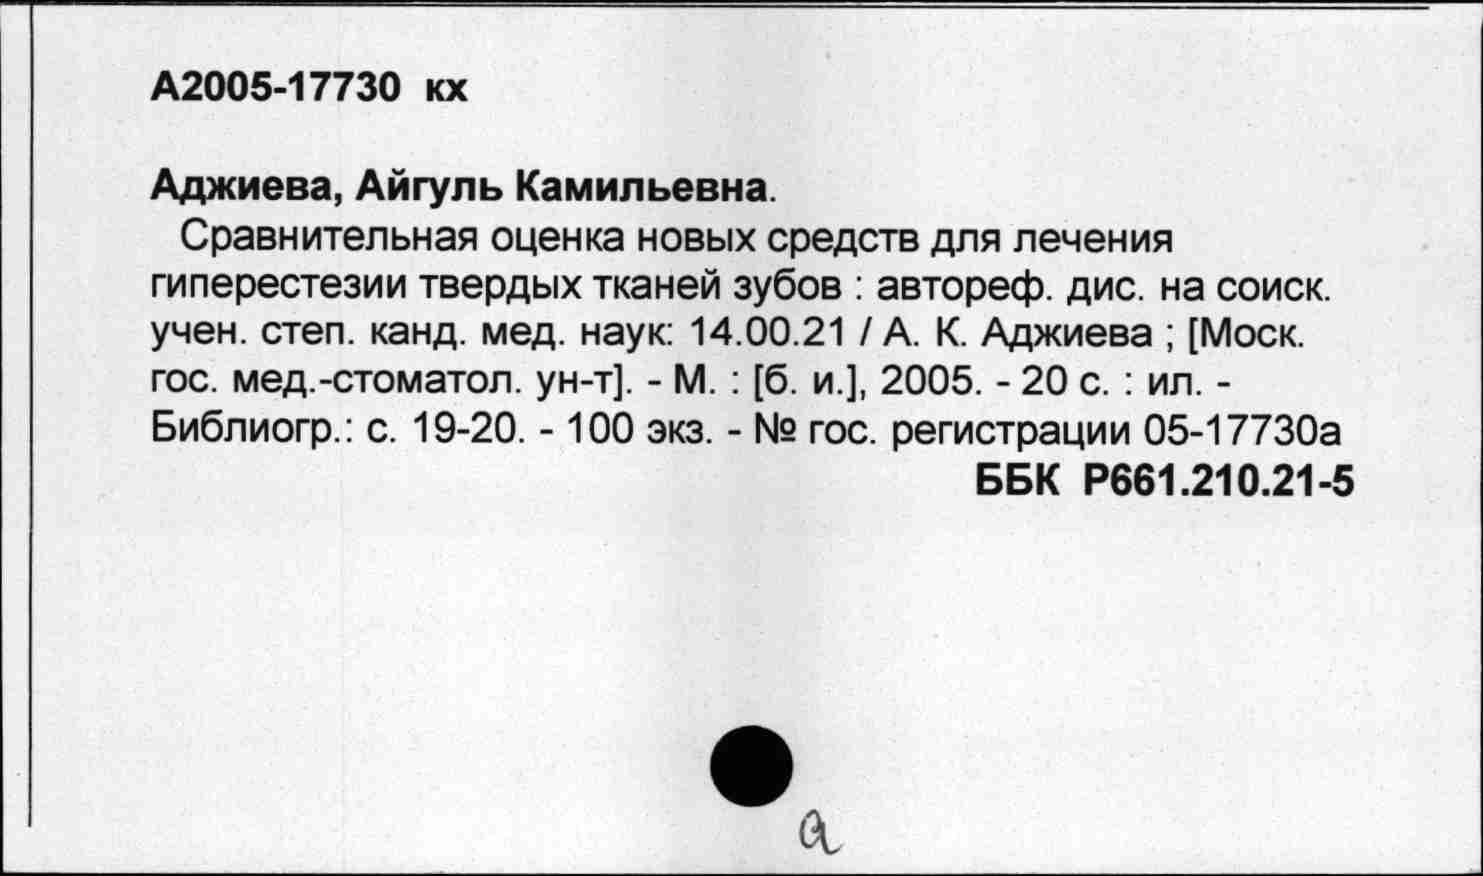 А2005-17730 кх
Аджиева, Айгуль Камильевна.
Сравнительная оценка новых средств для лечения
гиперестезии твердых тканей зубов : автореф. дис. на соиск.
учен. степ. канд. мед. наук: 14.00.21 / А. К. Аджиева ; [Моск.
гос. мед.-стоматол. ун-т]. - М. : [б. и.], 2005. - 20 с. : ил. -
Библиогр.: с. 19-20. - 100 экз. - № гос. регистрации 05-17730а
ББК Р661.210.21-5
а